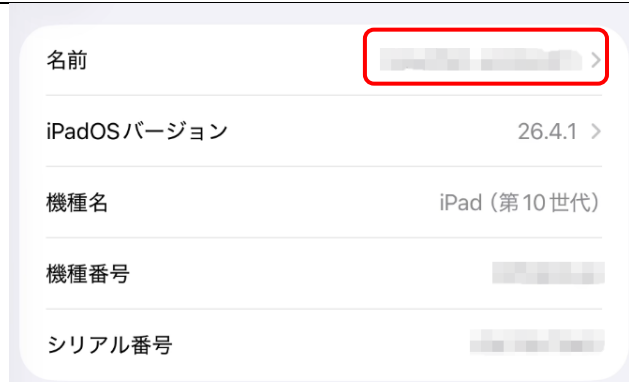 名前
iPadOSバージョン
26.4.1
機種名
iPad（第10世代）
機種番号
シリアル番号